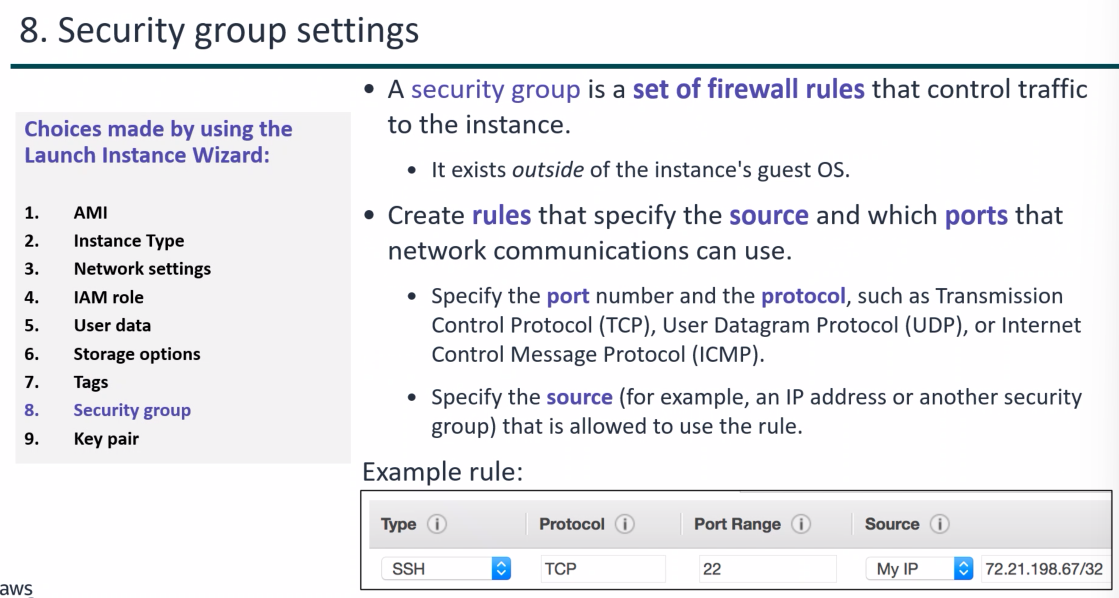 8. Security group settings
Choices made by using the
Launch Instance Wizard:
1. AMI
2. Instance Type
3. Network settings
4. IAM role
5. User data
6. Storage options
7. Tags
8. Security group
9. Key pair
• A security group is a set of firewall rules that control traffic
to the instance.
• It exists outside of the instance's guest OS.
• Create rules that specify the source and which ports that
network communications can use.
• Specify the port number and the protocol, such as Transmission
Control Protocol (TCP), User Datagram Protocol (UDP), or Internet
Control Message Protocol (ICMP).
• Specify the source (for example, an IP address or another security
group) that is allowed to use the rule.
Example rule:
Type i Protocol i Port Range i Source i
SSH TCP 22 My IP 72.21.198.67/32
aws